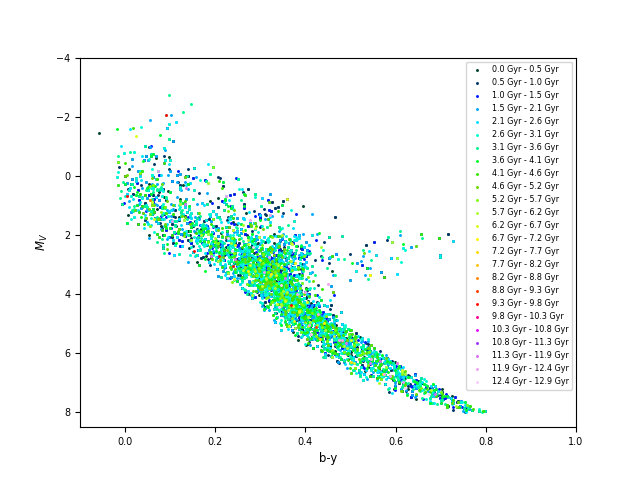 −4
−2
0
2
4
6
8
M_V
0.0 0.2 0.4 0.6 0.8 1.0
b-y
0.0 Gyr - 0.5 Gyr
0.5 Gyr - 1.0 Gyr
1.0 Gyr - 1.5 Gyr
1.5 Gyr - 2.1 Gyr
2.1 Gyr - 2.6 Gyr
2.6 Gyr - 3.1 Gyr
3.1 Gyr - 3.6 Gyr
3.6 Gyr - 4.1 Gyr
4.1 Gyr - 4.6 Gyr
4.6 Gyr - 5.2 Gyr
5.2 Gyr - 5.7 Gyr
5.7 Gyr - 6.2 Gyr
6.2 Gyr - 6.7 Gyr
6.7 Gyr - 7.2 Gyr
7.2 Gyr - 7.7 Gyr
7.7 Gyr - 8.2 Gyr
8.2 Gyr - 8.8 Gyr
8.8 Gyr - 9.3 Gyr
9.3 Gyr - 9.8 Gyr
9.8 Gyr - 10.3 Gyr
10.3 Gyr - 10.8 Gyr
10.8 Gyr - 11.3 Gyr
11.3 Gyr - 11.9 Gyr
11.9 Gyr - 12.4 Gyr
12.4 Gyr - 12.9 Gyr